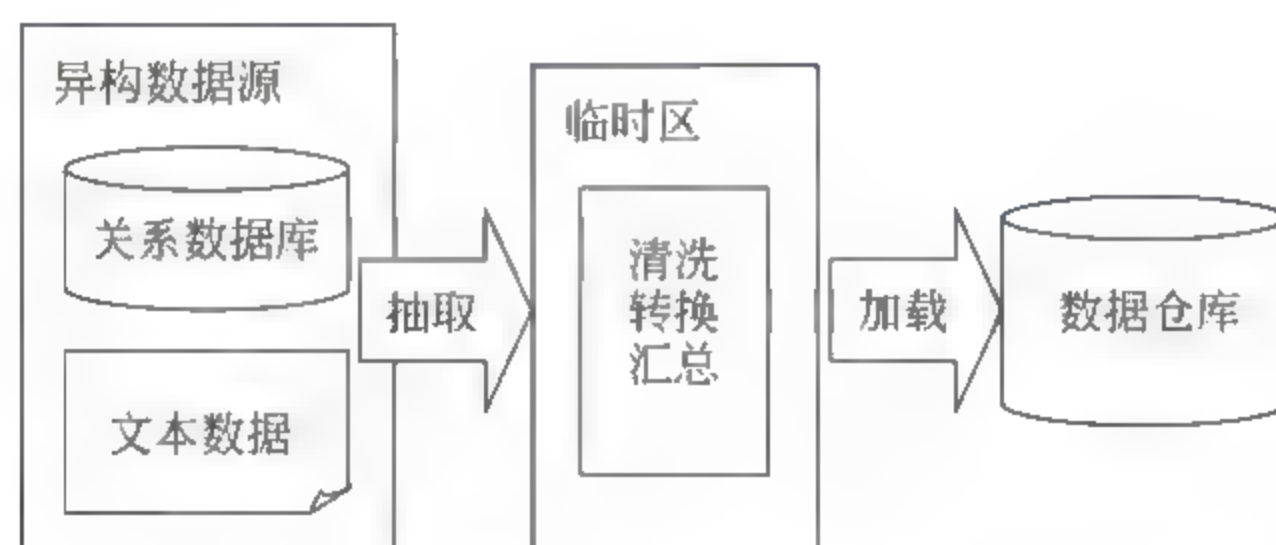 异构数据源
关系数据库
文本数据
抽取
临时区
清洗
转换
汇总
加载
数据仓库